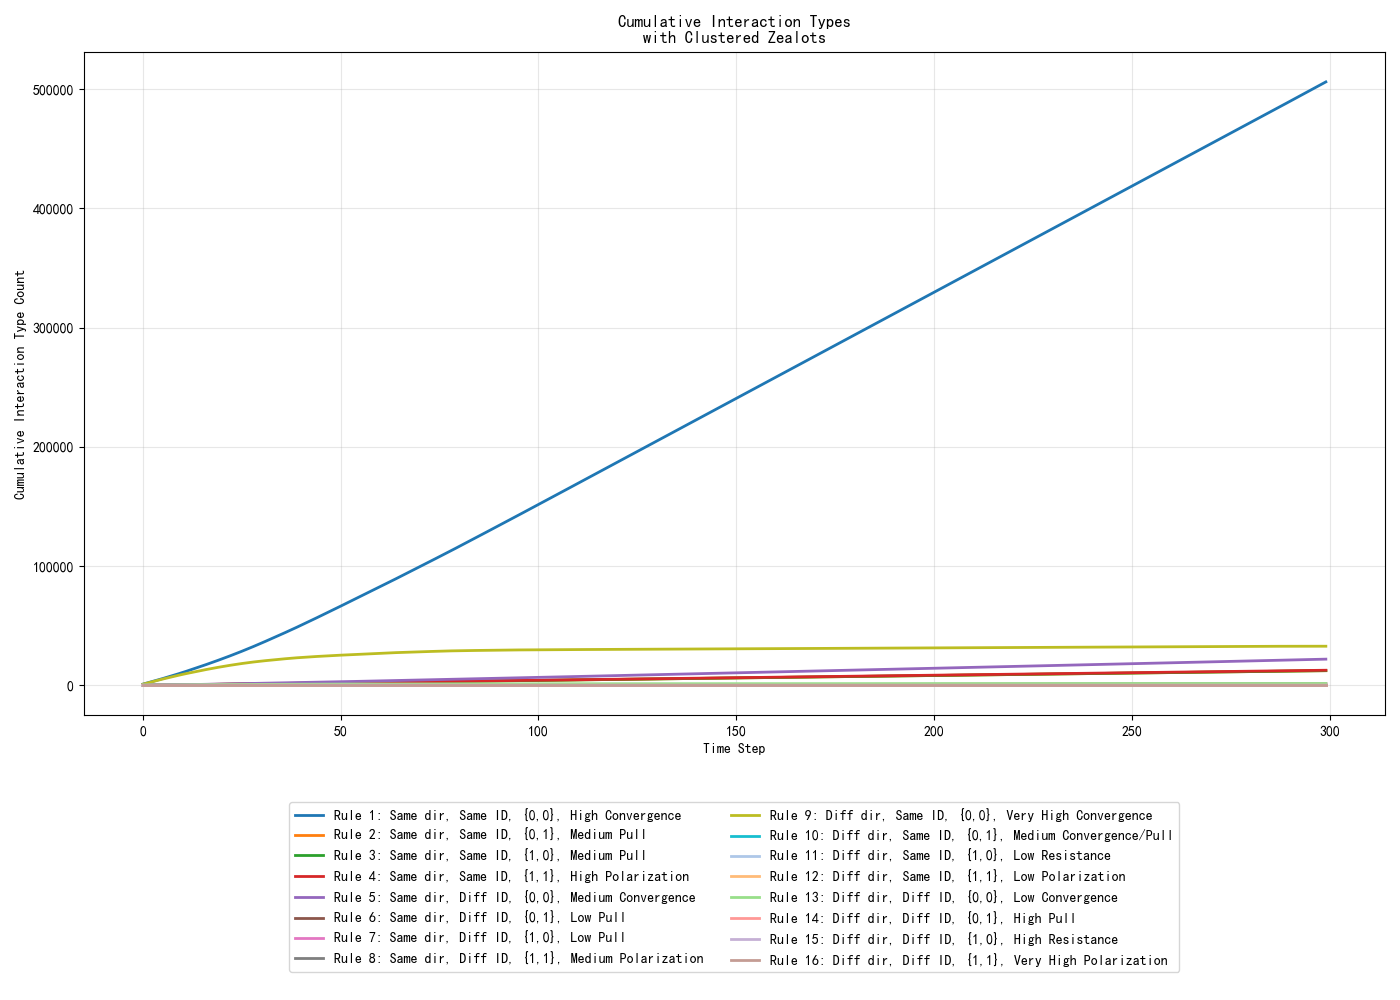 Cumulative Interaction Types
with Clustered Zealots
Cumulative Interaction Type Count
500000
400000
300000
200000
100000
0
0 50 100 150 200 250 300
Time Step
Rule 1: Same dir, Same ID, {0,0}, High Convergence
Rule 2: Same dir, Same ID, {0,1}, Medium Pull
Rule 3: Same dir, Same ID, {1,0}, Medium Pull
Rule 4: Same dir, Same ID, {1,1}, High Polarization
Rule 5: Same dir, Diff ID, {0,0}, Medium Convergence
Rule 6: Same dir, Diff ID, {0,1}, Low Pull
Rule 7: Same dir, Diff ID, {1,0}, Low Pull
Rule 8: Same dir, Diff ID, {1,1}, Medium Polarization
Rule 9: Diff dir, Same ID, {0,0}, Very High Convergence
Rule 10: Diff dir, Same ID, {0,1}, Medium Convergence/Pull
Rule 11: Diff dir, Same ID, {1,0}, Low Resistance
Rule 12: Diff dir, Same ID, {1,1}, Low Polarization
Rule 13: Diff dir, Diff ID, {0,0}, Low Convergence
Rule 14: Diff dir, Diff ID, {0,1}, High Pull
Rule 15: Diff dir, Diff ID, {1,0}, High Resistance
Rule 16: Diff dir, Diff ID, {1,1}, Very High Polarization